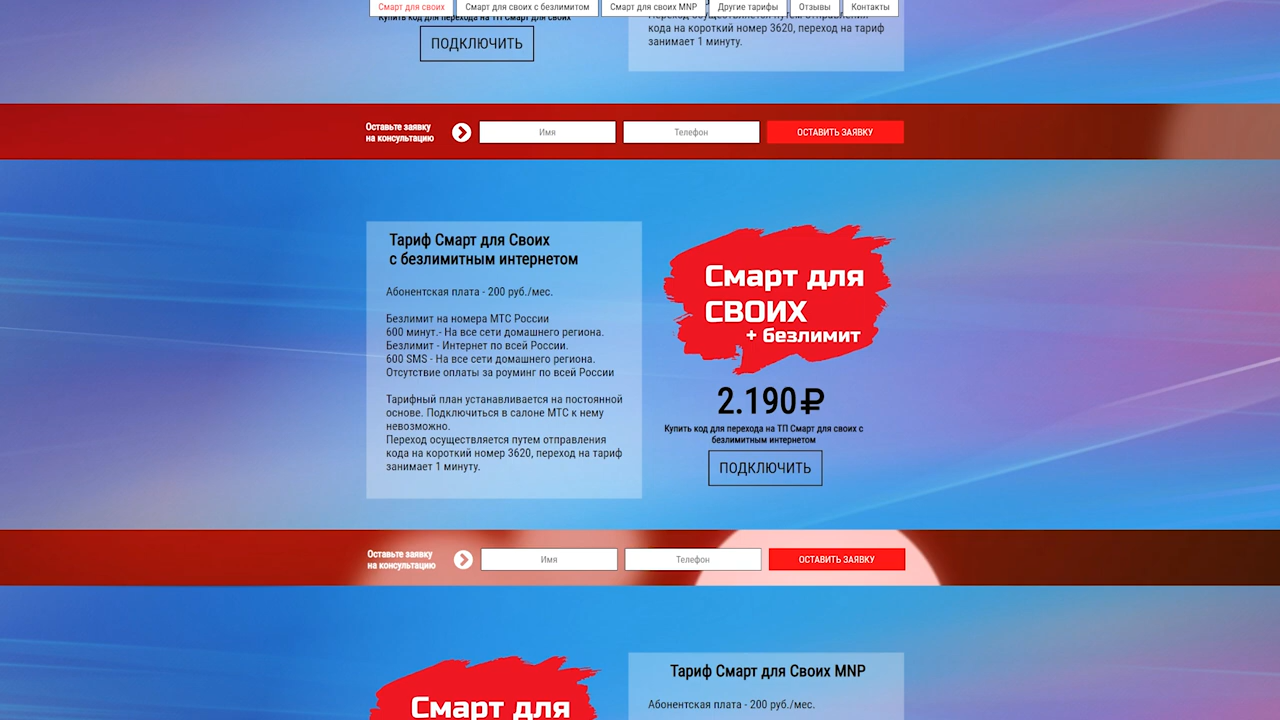 Смарт для своих
Смарт для своих с безлимитом
Смарт для своих MNP
Другие тарифы
Отзывы
Контакты
Купить код для перехода на ТП Смарт для своих
ПОДКЛЮЧИТЬ
Переход осуществляется путем отправления
кода на короткий номер 3620, переход на тариф
занимает 1 минуту.
Оставьте заявку
на консультацию
Имя
Телефон
ОСТАВИТЬ ЗАЯВКУ
Тариф Смарт для Своих
с безлимитным интернетом
Абонентская плата - 200 руб./мес.
Безлимит на номера МТС России
600 минут.- На все сети домашнего региона.
Безлимит - Интернет по всей России.
600 SMS - На все сети домашнего региона.
Отсутствие оплаты за роуминг по всей России
Тарифный план устанавливается на постоянной
основе. Подключиться в салоне МТС к нему
невозможно.
Переход осуществляется путем отправления
кода на короткий номер 3620, переход на тариф
занимает 1 минуту.
Смарт для
СВОИХ
+ безлимит
2.190₽
Купить код для перехода на ТП Смарт для своих с
безлимитным интернетом
ПОДКЛЮЧИТЬ
Оставьте заявку
на консультацию
Имя
Телефон
ОСТАВИТЬ ЗАЯВКУ
Смарт для
Тариф Смарт для Своих MNP
Абонентская плата - 200 руб./мес.